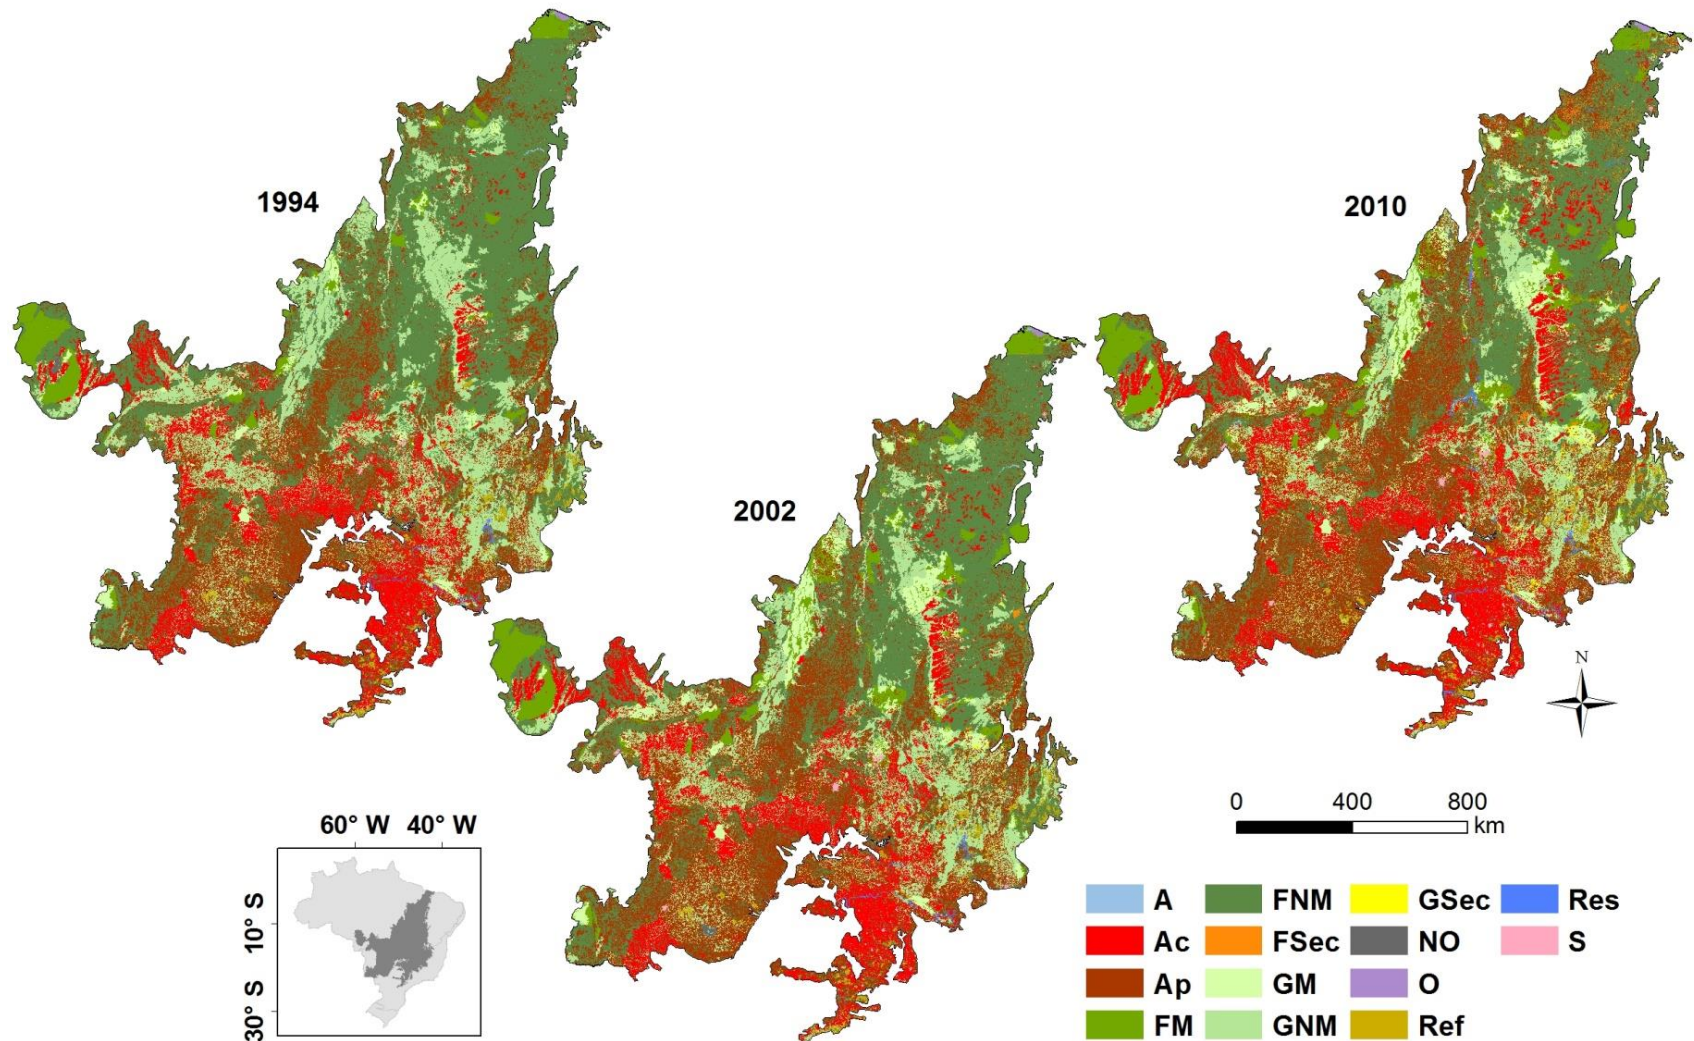 1994
2002
2010
N
0 400 800
km
60° W 40° W
10° S
30° S
A
Ac
Ap
FM
FNM
FSec
GM
GNM
GSec
NO
O
Ref
Res
S